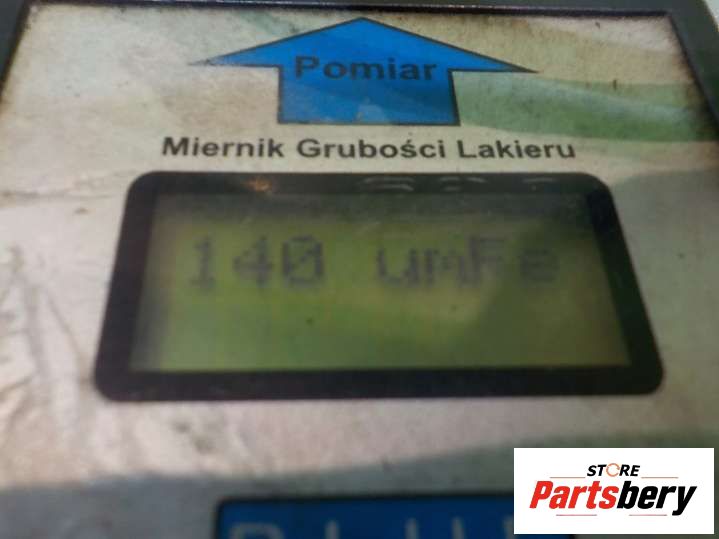 Pomiar
Miernik Grubości Lakieru
140 umFe
STORE
Partsbery